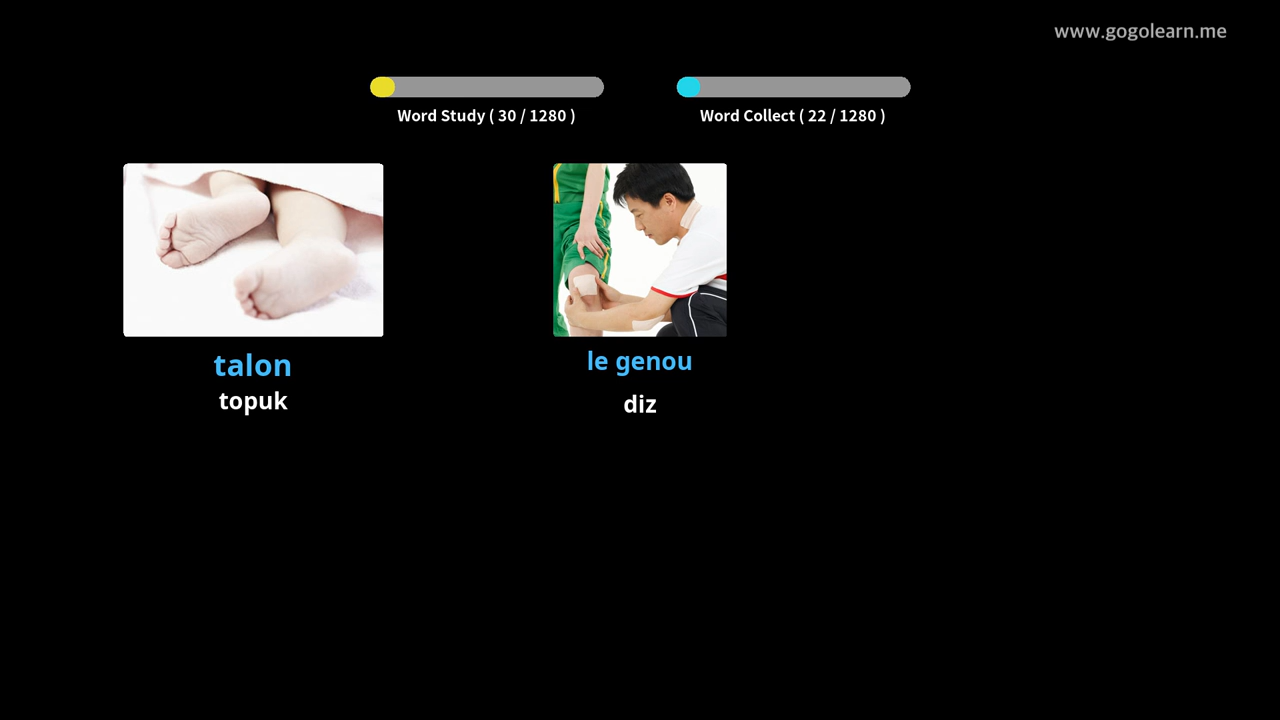 www.gogolearn.me
Word Study ( 30 / 1280 )
Word Collect ( 22 / 1280 )
talon
topuk
le genou
diz